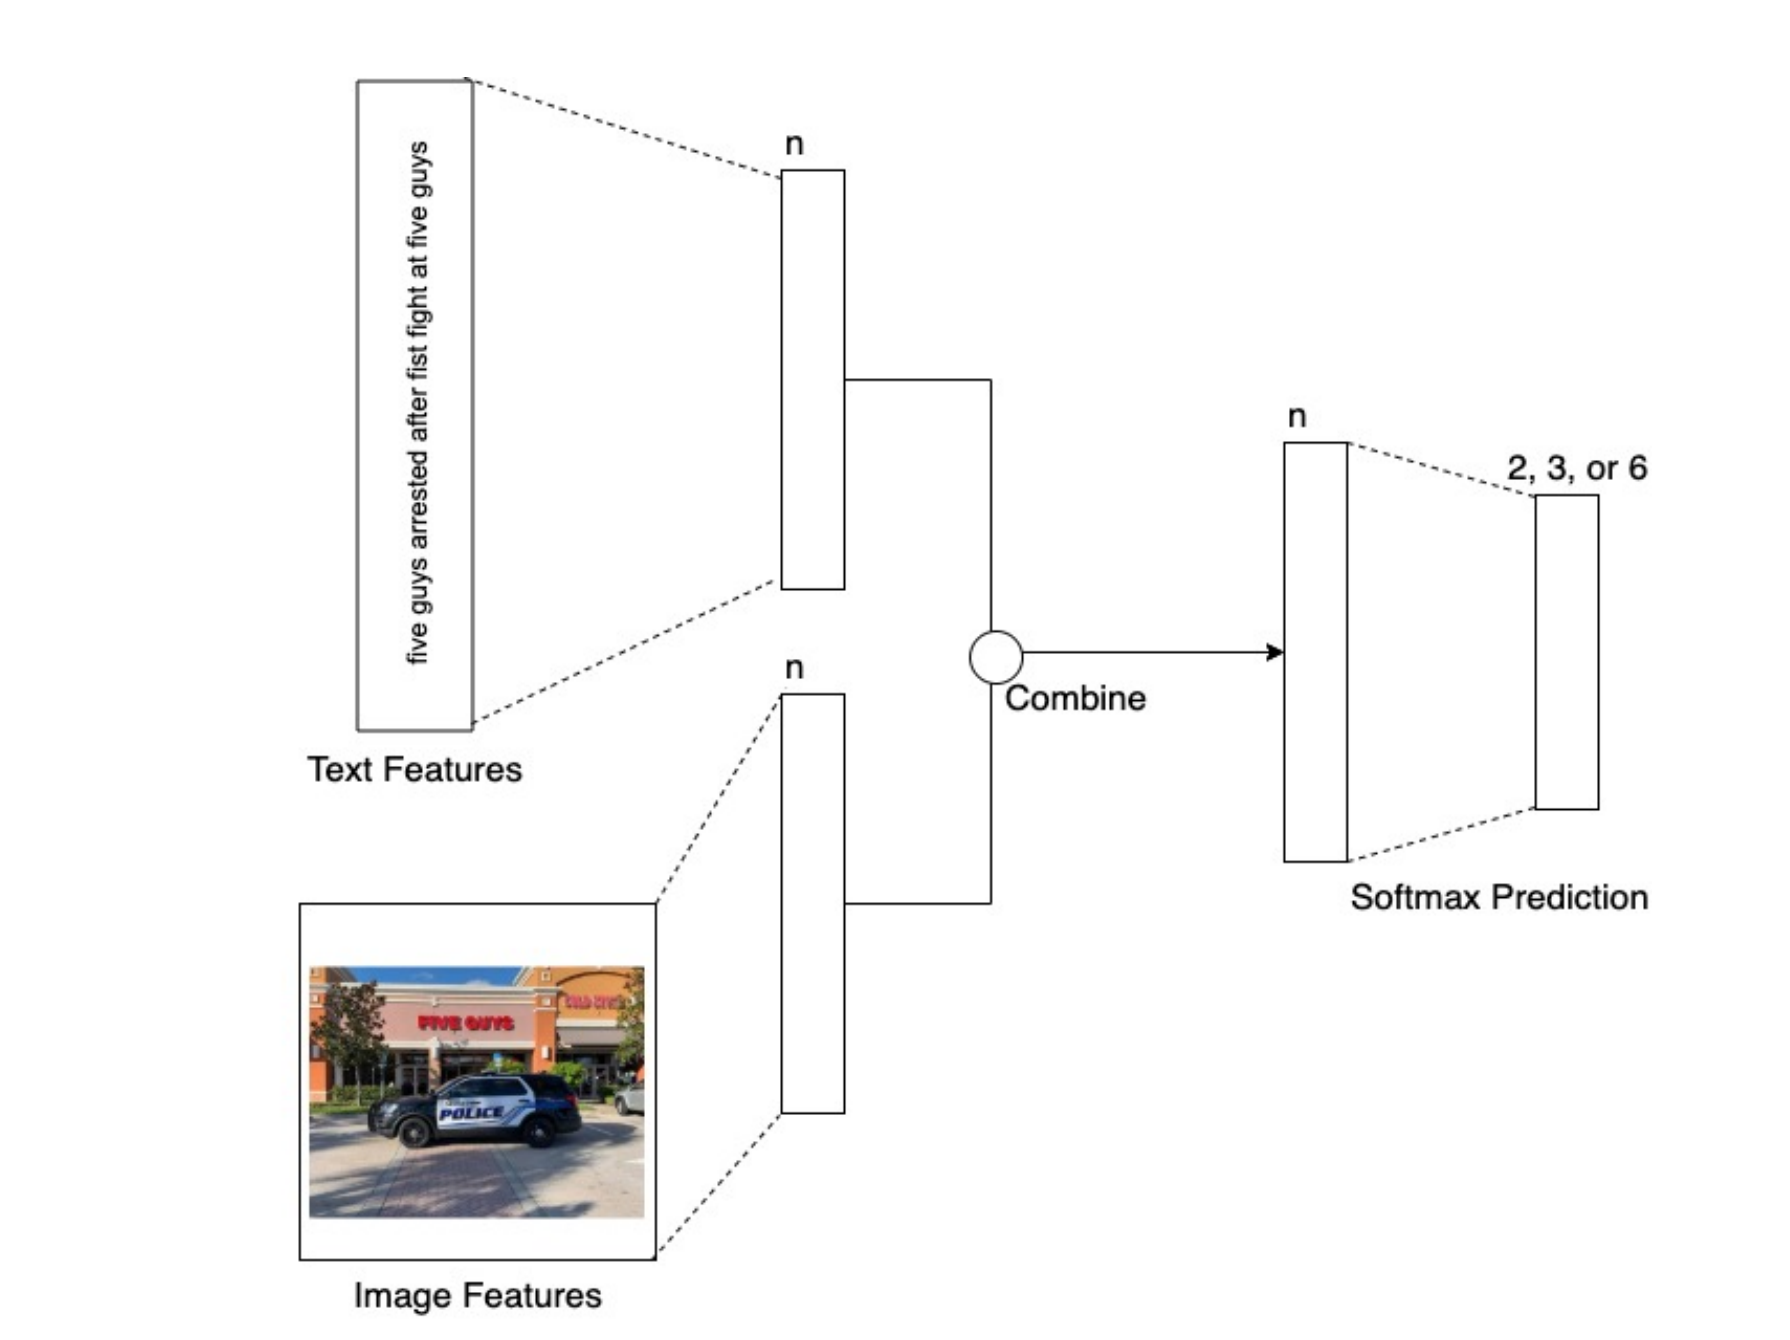 five guys arrested after fist fight at five guys
Text Features
n
n
Combine
n
2, 3, or 6
Softmax Prediction
FIVE GUYS
POLICE
Image Features